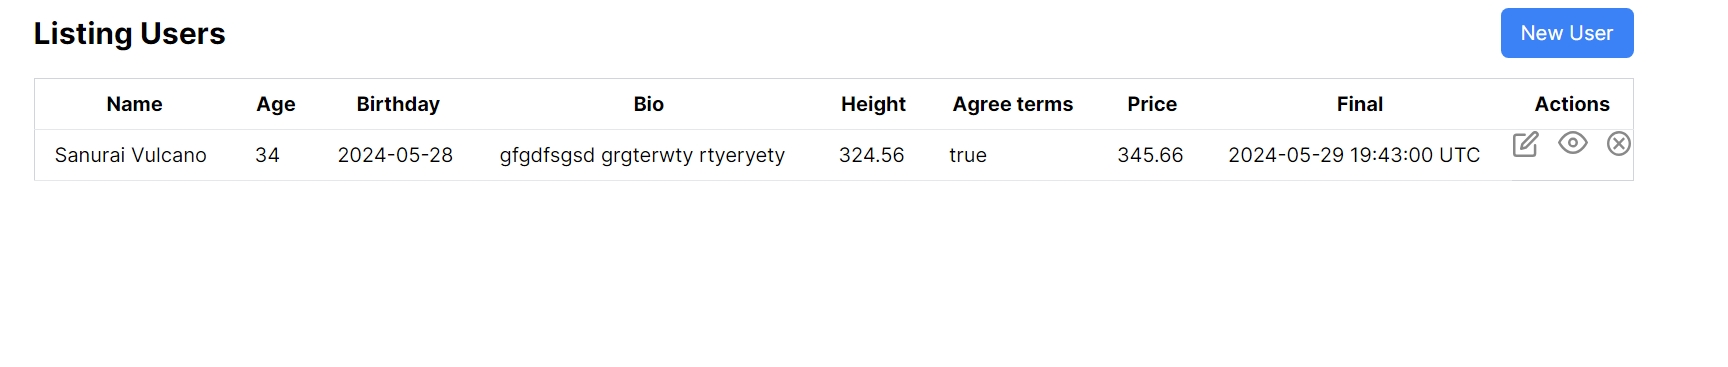 Listing Users
New User
Name Age Birthday Bio Height Agree terms Price Final Actions
Sanurai Vulcano 34 2024-05-28 gfgdfsgsd grgterwty rtyeryety 324.56 true 345.66 2024-05-29 19:43:00 UTC